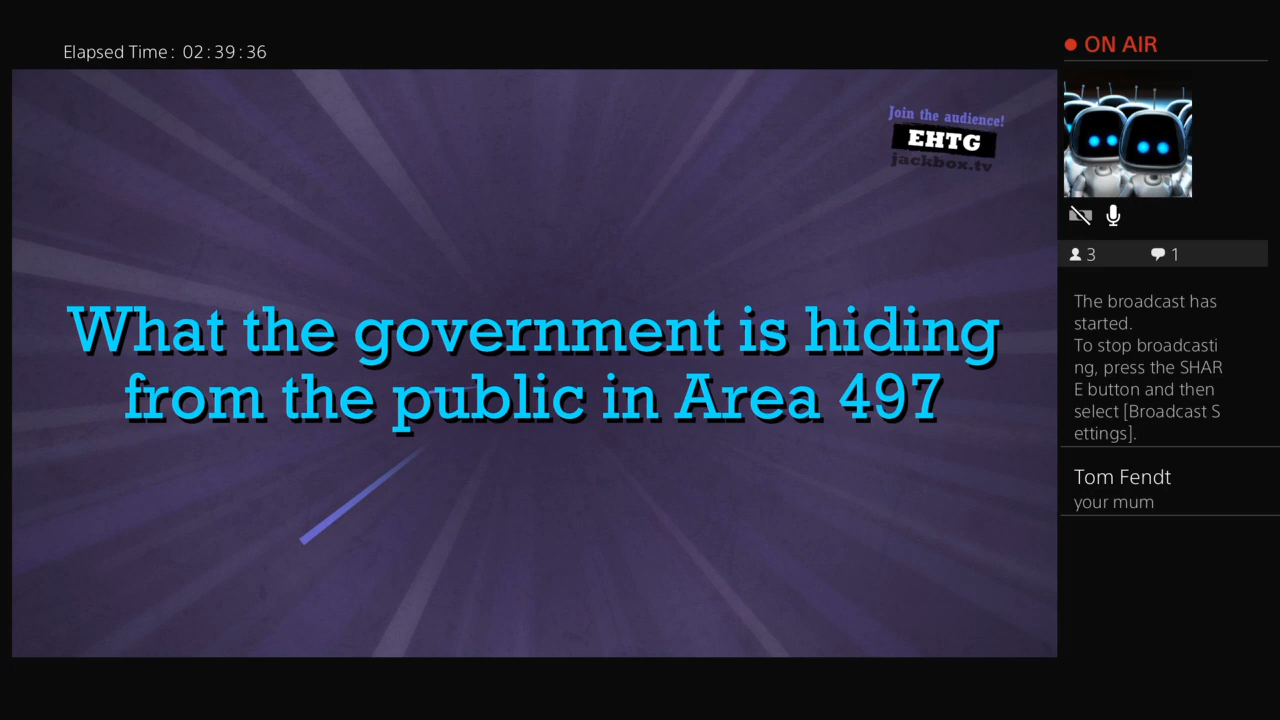 Elapsed Time: 02:39:36
ON AIR
Join the audience!
EHTG
jackbox.tv
What the government is hiding
from the public in Area 497
3
1
The broadcast has
started.
To stop broadcasti
ng, press the SHAR
E button and then
select [Broadcast S
ettings].
Tom Fendt
your mum